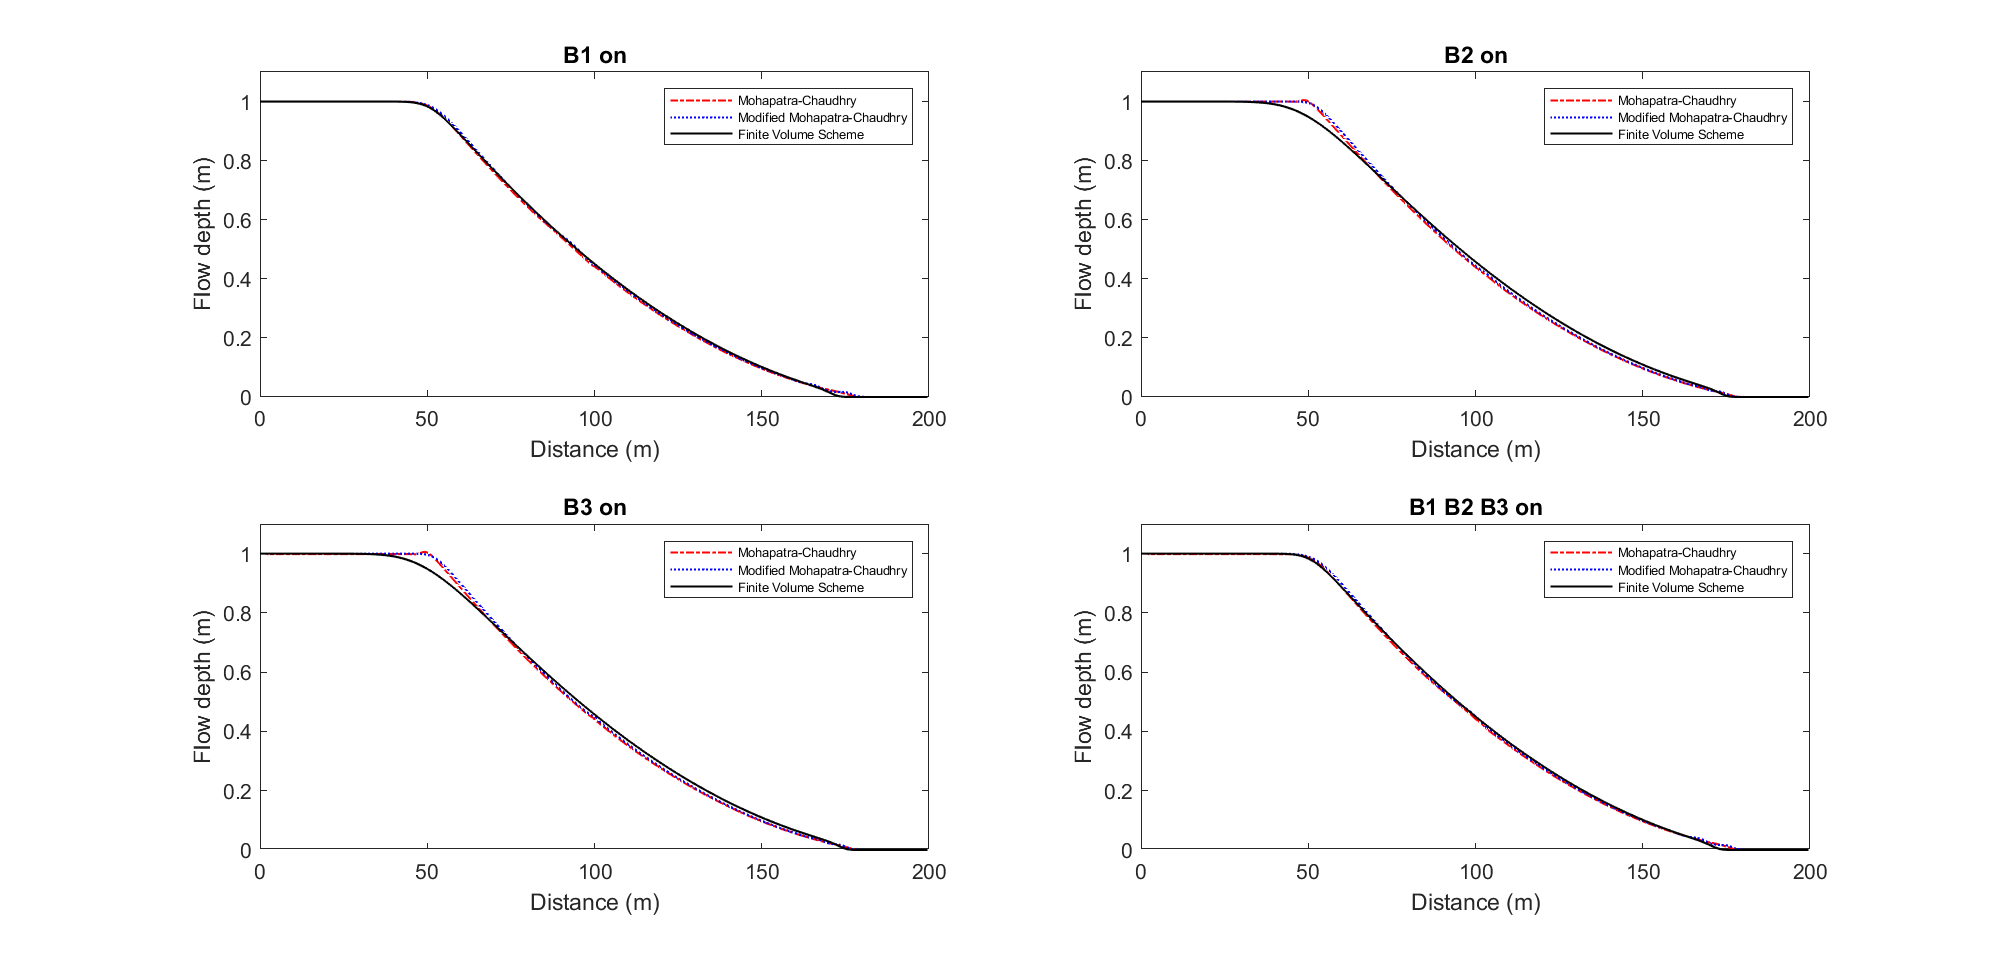 B1 on
Flow depth (m)
1
0.8
0.6
0.4
0.2
0
0 50 100 150 200
Distance (m)
Mohapatra-Chaudhry
Modified Mohapatra-Chaudhry
Finite Volume Scheme
B2 on
Flow depth (m)
1
0.8
0.6
0.4
0.2
0
0 50 100 150 200
Distance (m)
Mohapatra-Chaudhry
Modified Mohapatra-Chaudhry
Finite Volume Scheme
B3 on
Flow depth (m)
1
0.8
0.6
0.4
0.2
0
0 50 100 150 200
Distance (m)
Mohapatra-Chaudhry
Modified Mohapatra-Chaudhry
Finite Volume Scheme
B1 B2 B3 on
Flow depth (m)
1
0.8
0.6
0.4
0.2
0
0 50 100 150 200
Distance (m)
Mohapatra-Chaudhry
Modified Mohapatra-Chaudhry
Finite Volume Scheme